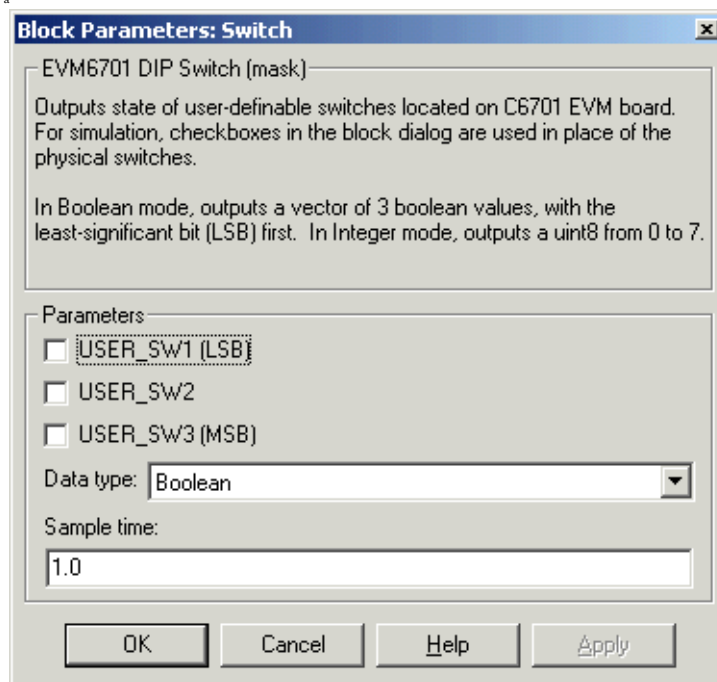 Block Parameters: Switch
EVM6701 DIP Switch (mask)
Outputs state of user-definable switches located on C6701 EVM board.
For simulation, checkboxes in the block dialog are used in place of the
physical switches.
In Boolean mode, outputs a vector of 3 boolean values, with the
least-significant bit (LSB) first.  In Integer mode, outputs a uint8 from 0 to 7.
Parameters
USER_SW1 (LSB)
USER_SW2
USER_SW3 (MSB)
Data type: Boolean
Sample time:
1.0
OK Cancel Help Apply